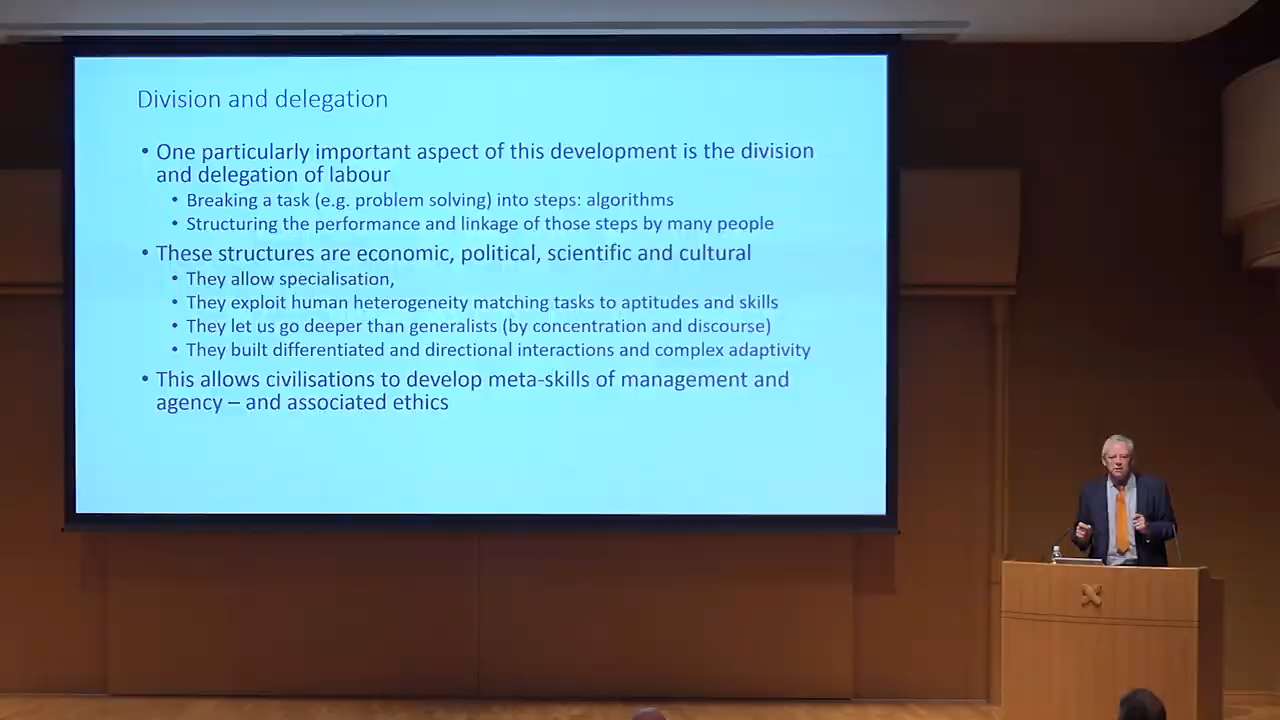 Division and delegation
• One particularly important aspect of this development is the division
and delegation of labour
• Breaking a task (e.g. problem solving) into steps: algorithms
• Structuring the performance and linkage of those steps by many people
• These structures are economic, political, scientific and cultural
• They allow specialisation,
• They exploit human heterogeneity matching tasks to aptitudes and skills
• They let us go deeper than generalists (by concentration and discourse)
• They built differentiated and directional interactions and complex adaptivity
• This allows civilisations to develop meta-skills of management and
agency – and associated ethics